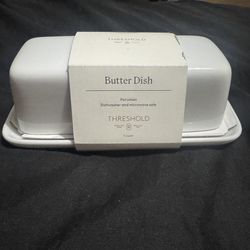 THRESHOLD
Butter Dish
Porcelain
Dishwasher and microwave safe
THRESHOLD